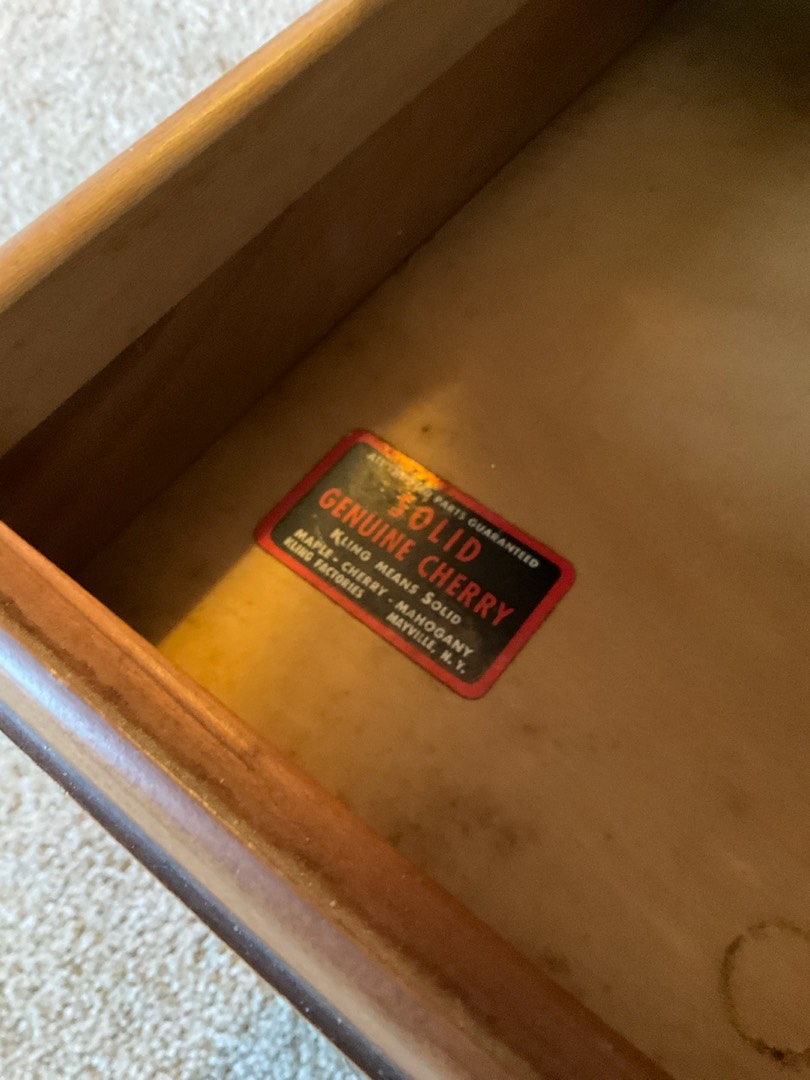 PARTS GUARANTEED
SOLID
GENUINE CHERRY
KLING MEANS SOLID
MAPLE - CHERRY - MAHOGANY
KLING FACTORIES MAYVILLE, N. Y.